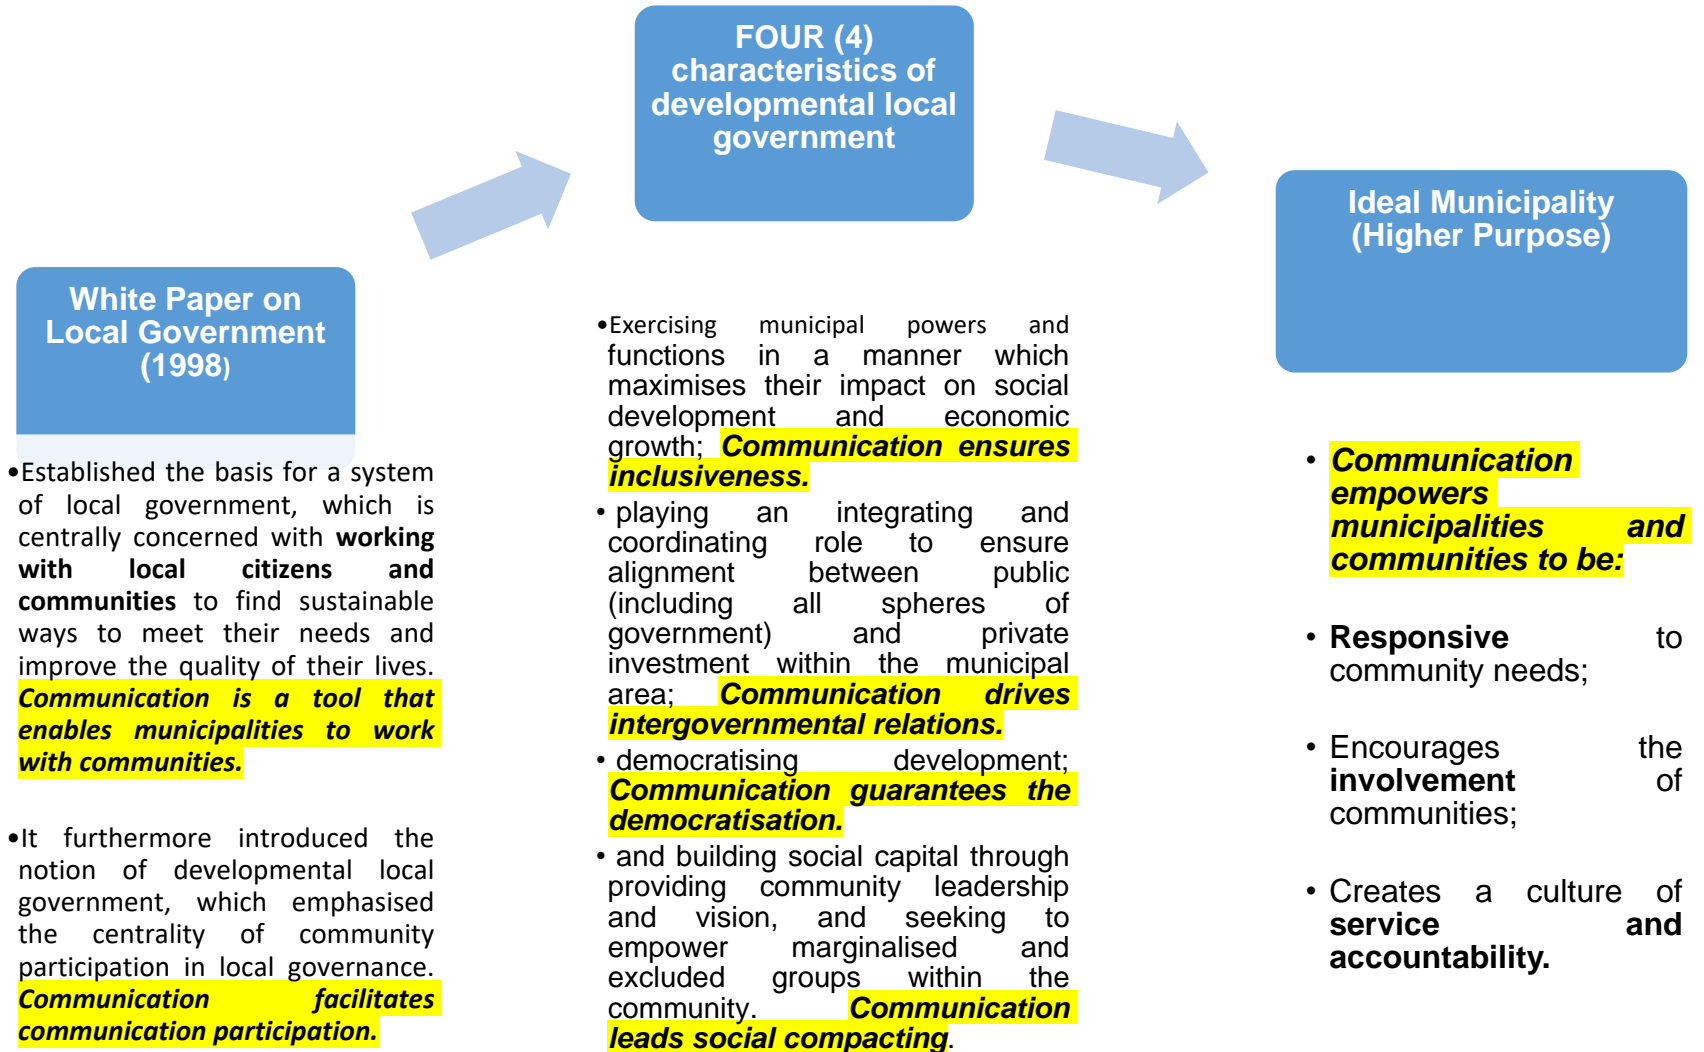 White Paper on
Local Government
(1998)
•Established the basis for a system
of local government, which is
centrally concerned with working
with local citizens and
communities to find sustainable
ways to meet their needs and
improve the quality of their lives.
Communication is a tool that
enables municipalities to work
with communities.
•It furthermore introduced the
notion of developmental local
government, which emphasised
the centrality of community
participation in local governance.
Communication facilitates
communication participation.
FOUR (4)
characteristics of
developmental local
government
•Exercising municipal powers and
functions in a manner which
maximises their impact on social
development and economic
growth; Communication ensures
inclusiveness.
• playing an integrating and
coordinating role to ensure
alignment between public
(including all spheres of
government) and private
investment within the municipal
area; Communication drives
intergovernmental relations.
• democratising development;
Communication guarantees the
democratisation.
• and building social capital through
providing community leadership
and vision, and seeking to
empower marginalised and
excluded groups within the
community. Communication
leads social compacting.
Ideal Municipality
(Higher Purpose)
• Communication
empowers
municipalities and
communities to be:
• Responsive to
community needs;
• Encourages the
involvement of
communities;
• Creates a culture of
service and
accountability.